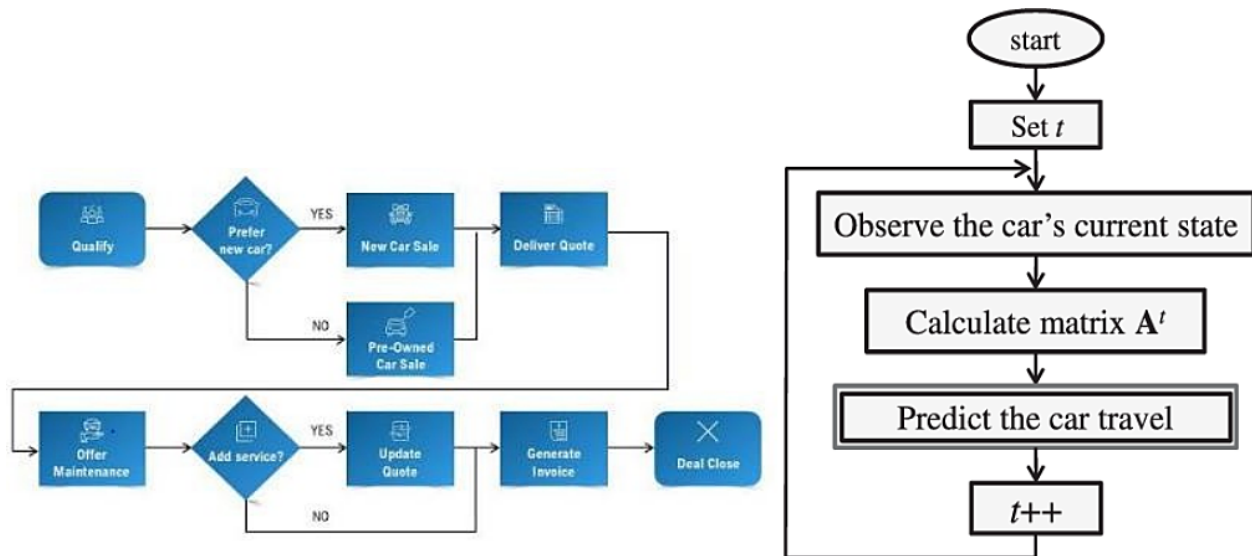 Qualify
Prefer
new car?
YES
New Car Sale
Deliver Quote
NO
Pre-Owned
Car Sale
Offer
Maintenance
Add service?
YES
Update
Quote
Generate
Invoice
Deal Close
NO
start
Set t
Observe the car's current state
Calculate matrix Aᵗ
Predict the car travel
t++